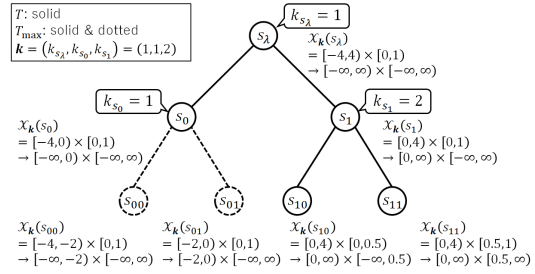 T: solid
T_max: solid & dotted
k = (k_{s_λ}, k_{s_0}, k_{s_1}) = (1,1,2)
k_{s_λ} = 1
s_λ
𝒳_k(s_λ)
= [−4,4) × [0,1)
→ [−∞, ∞) × [−∞, ∞)
k_{s_0} = 1
s_0
k_{s_1} = 2
s_1
𝒳_k(s_0)
= [−4,0) × [0,1)
→ [−∞, 0) × [−∞, ∞)
𝒳_k(s_1)
= [0,4) × [0,1)
→ [0, ∞) × [−∞, ∞)
s_00
s_01
s_10
s_11
𝒳_k(s_00)
= [−4, −2) × [0,1)
→ [−∞, −2) × [−∞, ∞)
𝒳_k(s_01)
= [−2,0) × [0,1)
→ [−2,0) × [−∞, ∞)
𝒳_k(s_10)
= [0,4) × [0,0.5)
→ [0, ∞) × [−∞, 0.5)
𝒳_k(s_11)
= [0,4) × [0.5,1)
→ [0, ∞) × [0.5, ∞)